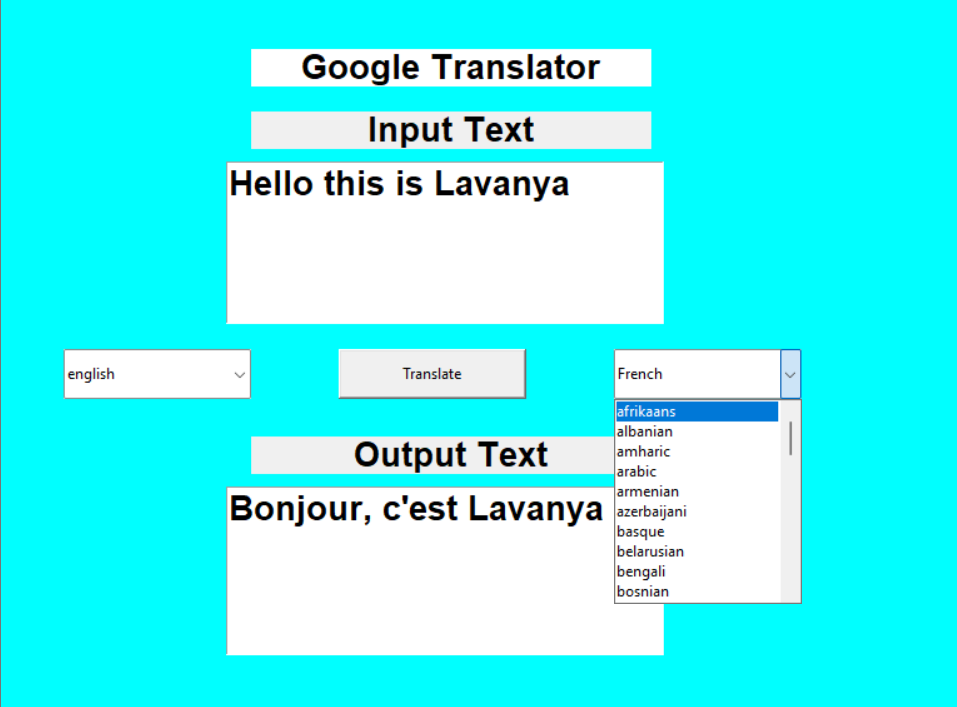 Google Translator
Input Text
Hello this is Lavanya
english
Translate
French
afrikaans
albanian
amharic
arabic
armenian
azerbaijani
basque
belarusian
bengali
bosnian
Output Text
Bonjour, c'est Lavanya